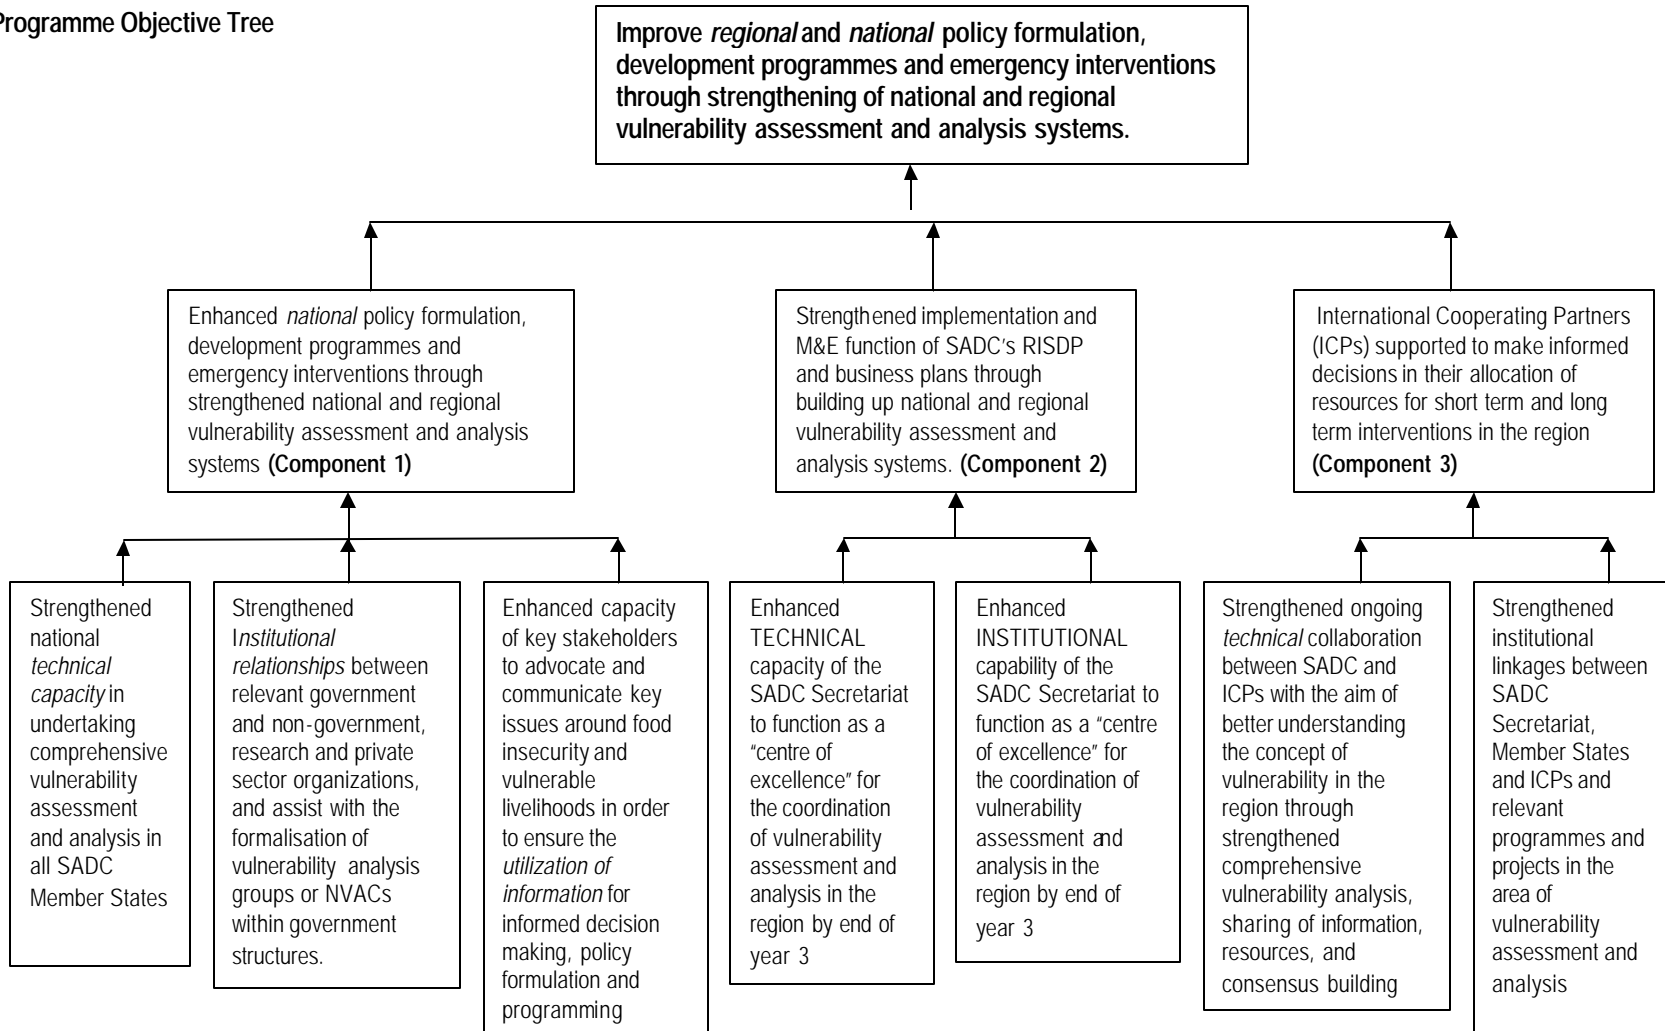 Programme Objective Tree
Improve regional and national policy formulation,
development programmes and emergency interventions
through strengthening of national and regional
vulnerability assessment and analysis systems.
Enhanced national policy formulation,
development programmes and
emergency interventions through
strengthened national and regional
vulnerability assessment and analysis
systems (Component 1)
Strengthened implementation and
M&E function of SADC's RISDP
and business plans through
building up national and regional
vulnerability assessment and
analysis systems. (Component 2)
International Cooperating Partners
(ICPs) supported to make informed
decisions in their allocation of
resources for short term and long
term interventions in the region
(Component 3)
Strengthened
national
technical
capacity in
undertaking
comprehensive
vulnerability
assessment
and analysis in
all SADC
Member States
Strengthened
Institutional
relationships between
relevant government
and non-government,
research and private
sector organizations,
and assist with the
formalisation of
vulnerability analysis
groups or NVACs
within government
structures.
Enhanced capacity
of key stakeholders
to advocate and
communicate key
issues around food
insecurity and
vulnerable
livelihoods in order
to ensure the
utilization of
information for
informed decision
making, policy
formulation and
programming
Enhanced
TECHNICAL
capacity of the
SADC Secretariat
to function as a
"centre of
excellence" for
the coordination
of vulnerability
assessment and
analysis in the
region by end of
year 3
Enhanced
INSTITUTIONAL
capability of the
SADC Secretariat to
function as a "centre
of excellence" for
the coordination of
vulnerability
assessment and
analysis in the
region by end of
year 3
Strengthened ongoing
technical collaboration
between SADC and
ICPs with the aim of
better understanding
the concept of
vulnerability in the
region through
strengthened
comprehensive
vulnerability analysis,
sharing of information,
resources, and
consensus building
Strengthened
institutional
linkages between
SADC
Secretariat,
Member States
and ICPs and
relevant
programmes and
projects in the
area of
vulnerability
assessment and
analysis